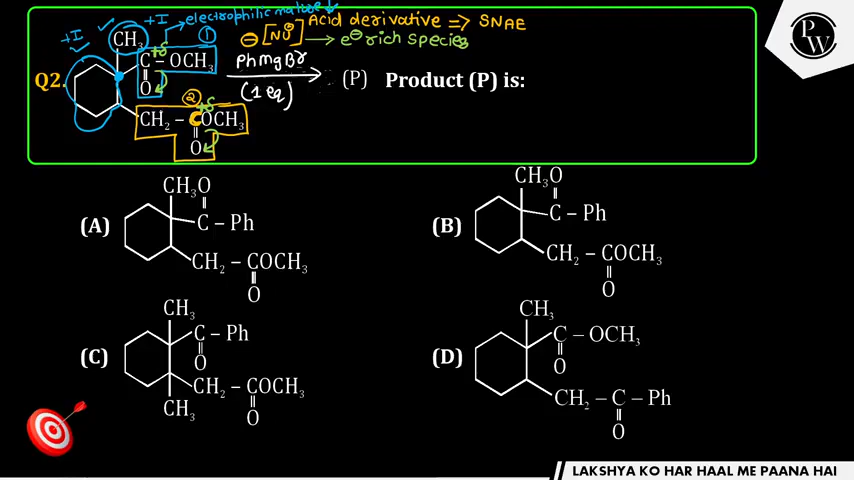 +I
electrophilic nature ↓
Acid derivative => SNAE
⊖ [Nu⊖] → e⊖ rich species
+I
CH₃
①
δ+
C – OCH₃
O
Q2.
PhMgBr
(1 eq)
(P)
Product (P) is:
②
δ+
CH₂ – COCH₃
O
(A)
CH₃O
C – Ph
CH₂ – COCH₃
O
(B)
CH₃O
C – Ph
CH₂ – COCH₃
O
(C)
CH₃
C – Ph
O
CH₂ – COCH₃
CH₃
O
(D)
CH₃
C – OCH₃
O
CH₂ – C – Ph
O
PW
LAKSHYA KO HAR HAAL ME PAANA HAI